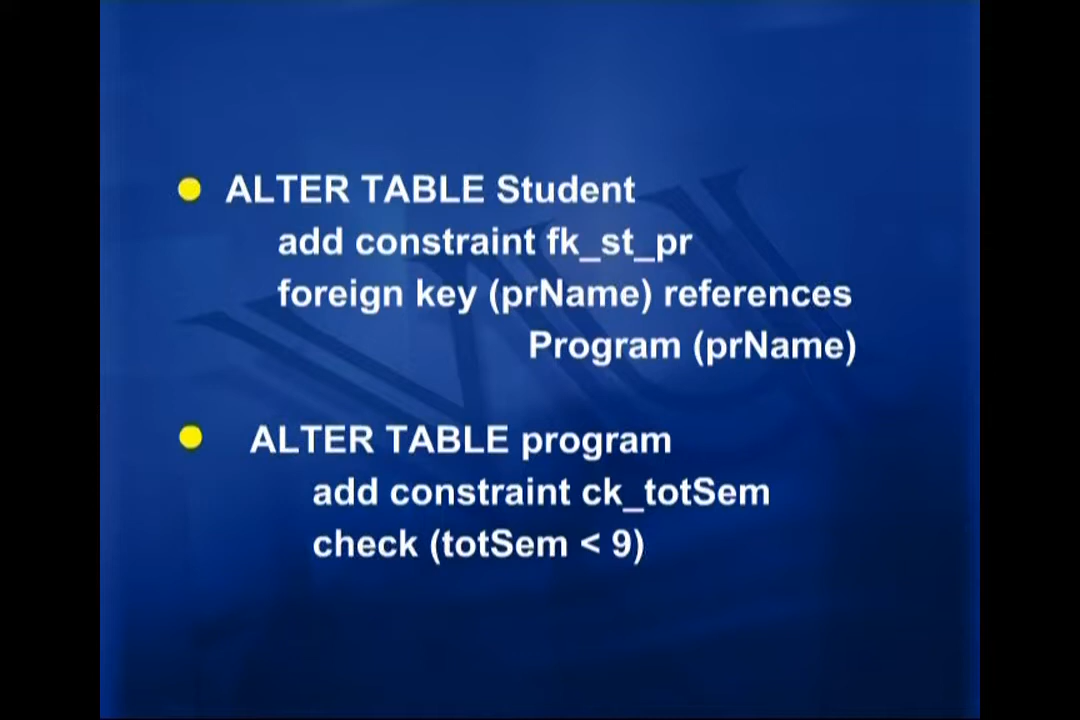 ALTER TABLE Student
add constraint fk_st_pr
foreign key (prName) references
Program (prName)
ALTER TABLE program
add constraint ck_totSem
check (totSem < 9)
VU